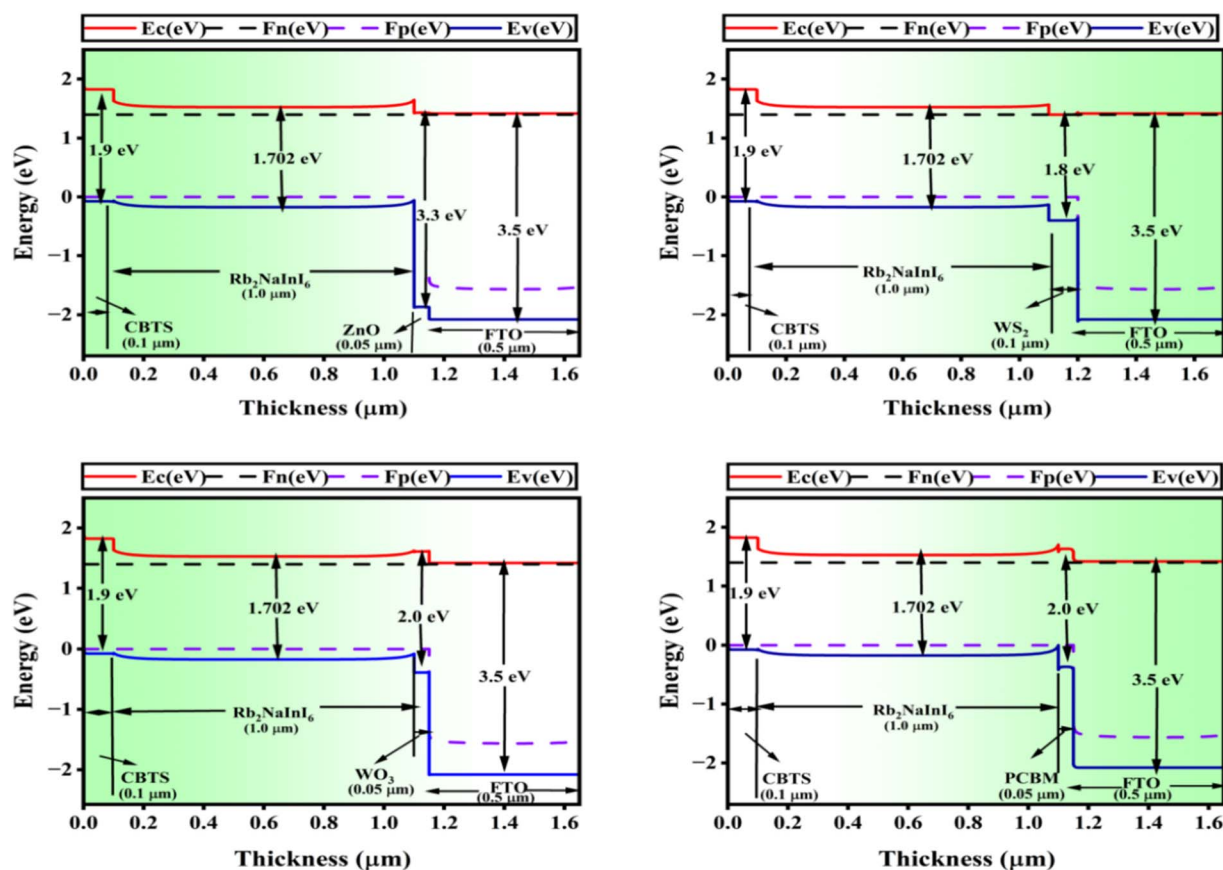 Ec(eV) Fn(eV) Fp(eV) Ev(eV)
2
1
0
−1
−2
Energy (eV)
1.9 eV
1.702 eV
3.3 eV
3.5 eV
Rb₂NaInI₆
(1.0 μm)
CBTS
(0.1 μm)
ZnO
(0.05 μm)
FTO
(0.5 μm)
0.0 0.2 0.4 0.6 0.8 1.0 1.2 1.4 1.6
Thickness (μm)
Ec(eV) Fn(eV) Fp(eV) Ev(eV)
2
1
0
−1
−2
Energy (eV)
1.9 eV
1.702 eV
1.8 eV
3.5 eV
Rb₂NaInI₆
(1.0 μm)
CBTS
(0.1 μm)
WS₂
(0.1 μm)
FTO
(0.5 μm)
0.0 0.2 0.4 0.6 0.8 1.0 1.2 1.4 1.6
Thickness (μm)
Ec(eV) Fn(eV) Fp(eV) Ev(eV)
2
1
0
−1
−2
Energy (eV)
1.9 eV
1.702 eV
2.0 eV
3.5 eV
Rb₂NaInI₆
(1.0 μm)
CBTS
(0.1 μm)
WO₃
(0.05 μm)
FTO
(0.5 μm)
0.0 0.2 0.4 0.6 0.8 1.0 1.2 1.4 1.6
Thickness (μm)
Ec(eV) Fn(eV) Fp(eV) Ev(eV)
2
1
0
−1
−2
Energy (eV)
1.9 eV
1.702 eV
2.0 eV
3.5 eV
Rb₂NaInI₆
(1.0 μm)
CBTS
(0.1 μm)
PCBM
(0.05 μm)
FTO
(0.5 μm)
0.0 0.2 0.4 0.6 0.8 1.0 1.2 1.4 1.6
Thickness (μm)